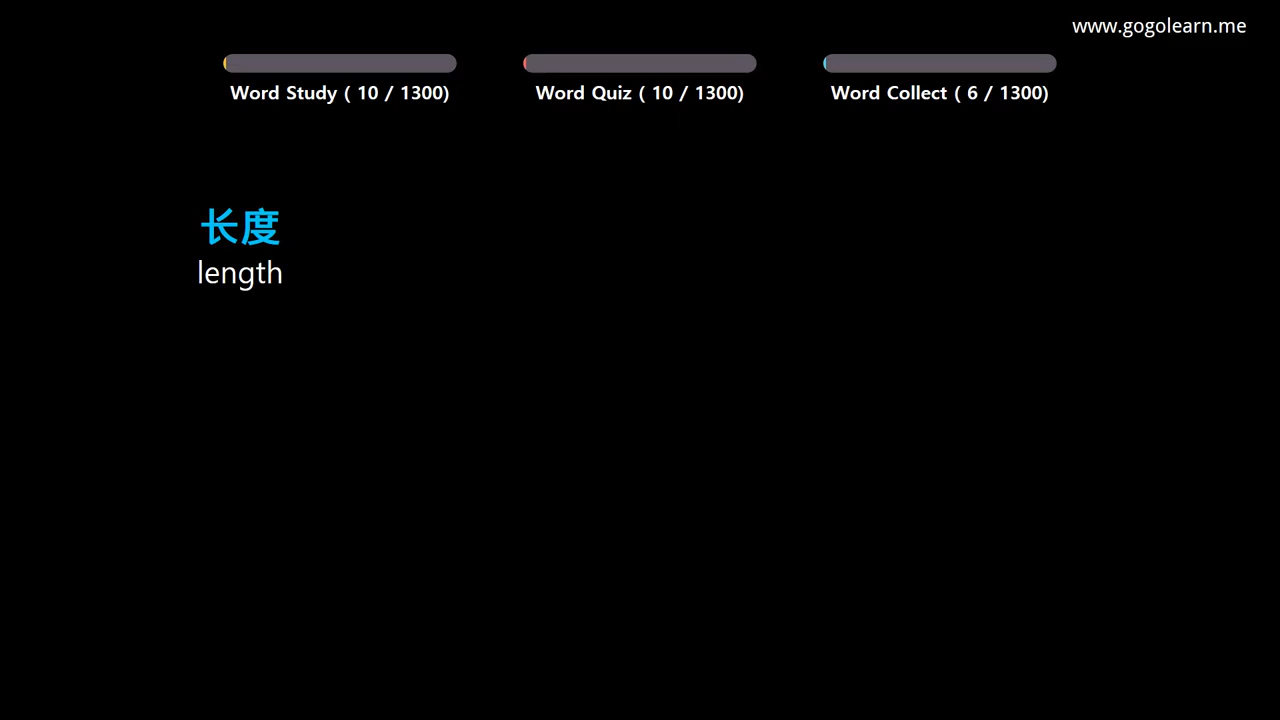 www.gogolearn.me
Word Study ( 10 / 1300)
Word Quiz ( 10 / 1300)
Word Collect ( 6 / 1300)
长度
length